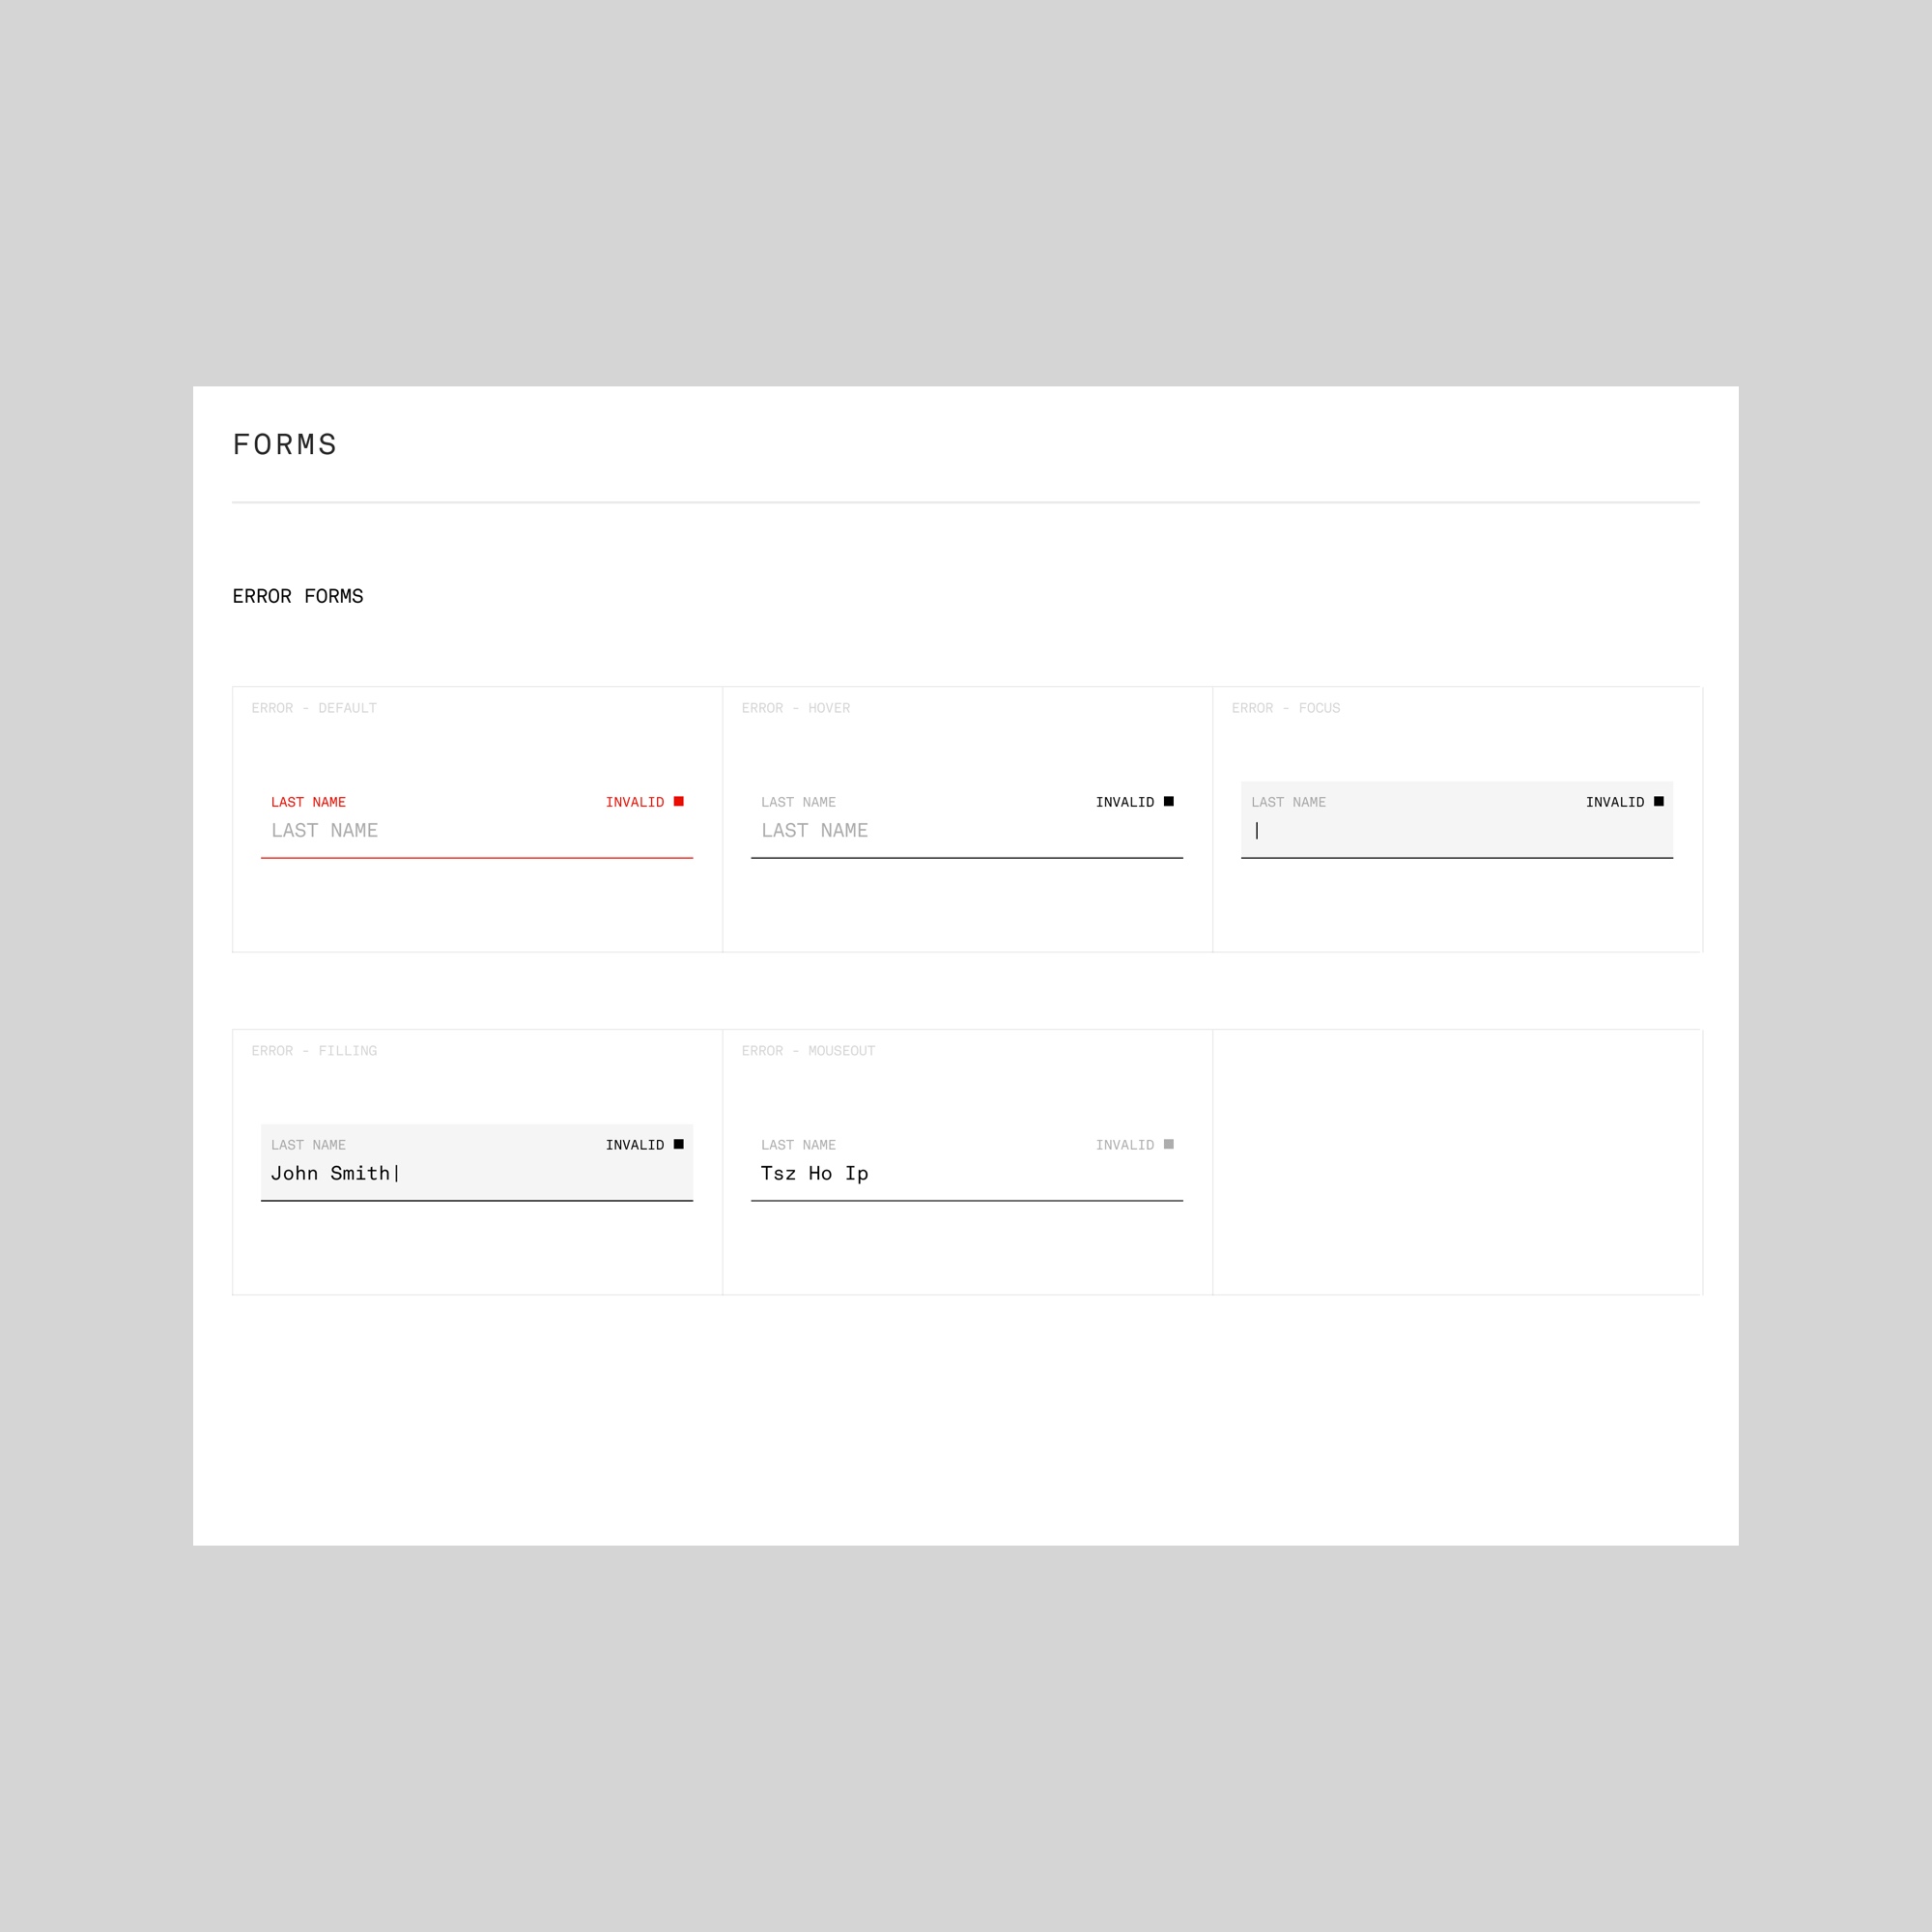 FORMS
ERROR FORMS
ERROR - DEFAULT
LAST NAME INVALID
LAST NAME
ERROR - HOVER
LAST NAME INVALID
LAST NAME
ERROR - FOCUS
LAST NAME INVALID
ERROR - FILLING
LAST NAME INVALID
John Smith
ERROR - MOUSEOUT
LAST NAME INVALID
Tsz Ho Ip